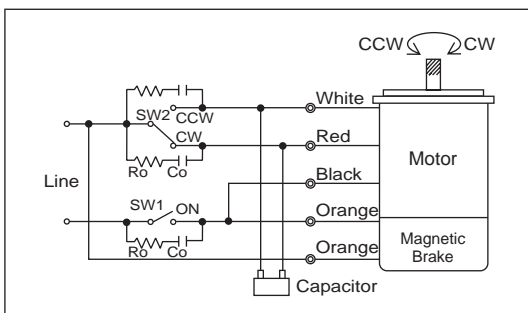 CCW CW
White
SW2 CCW
CW
Red
Ro Co
Motor
Line
Black
SW1 ON
Orange
Ro Co
Magnetic
Brake
Orange
Capacitor